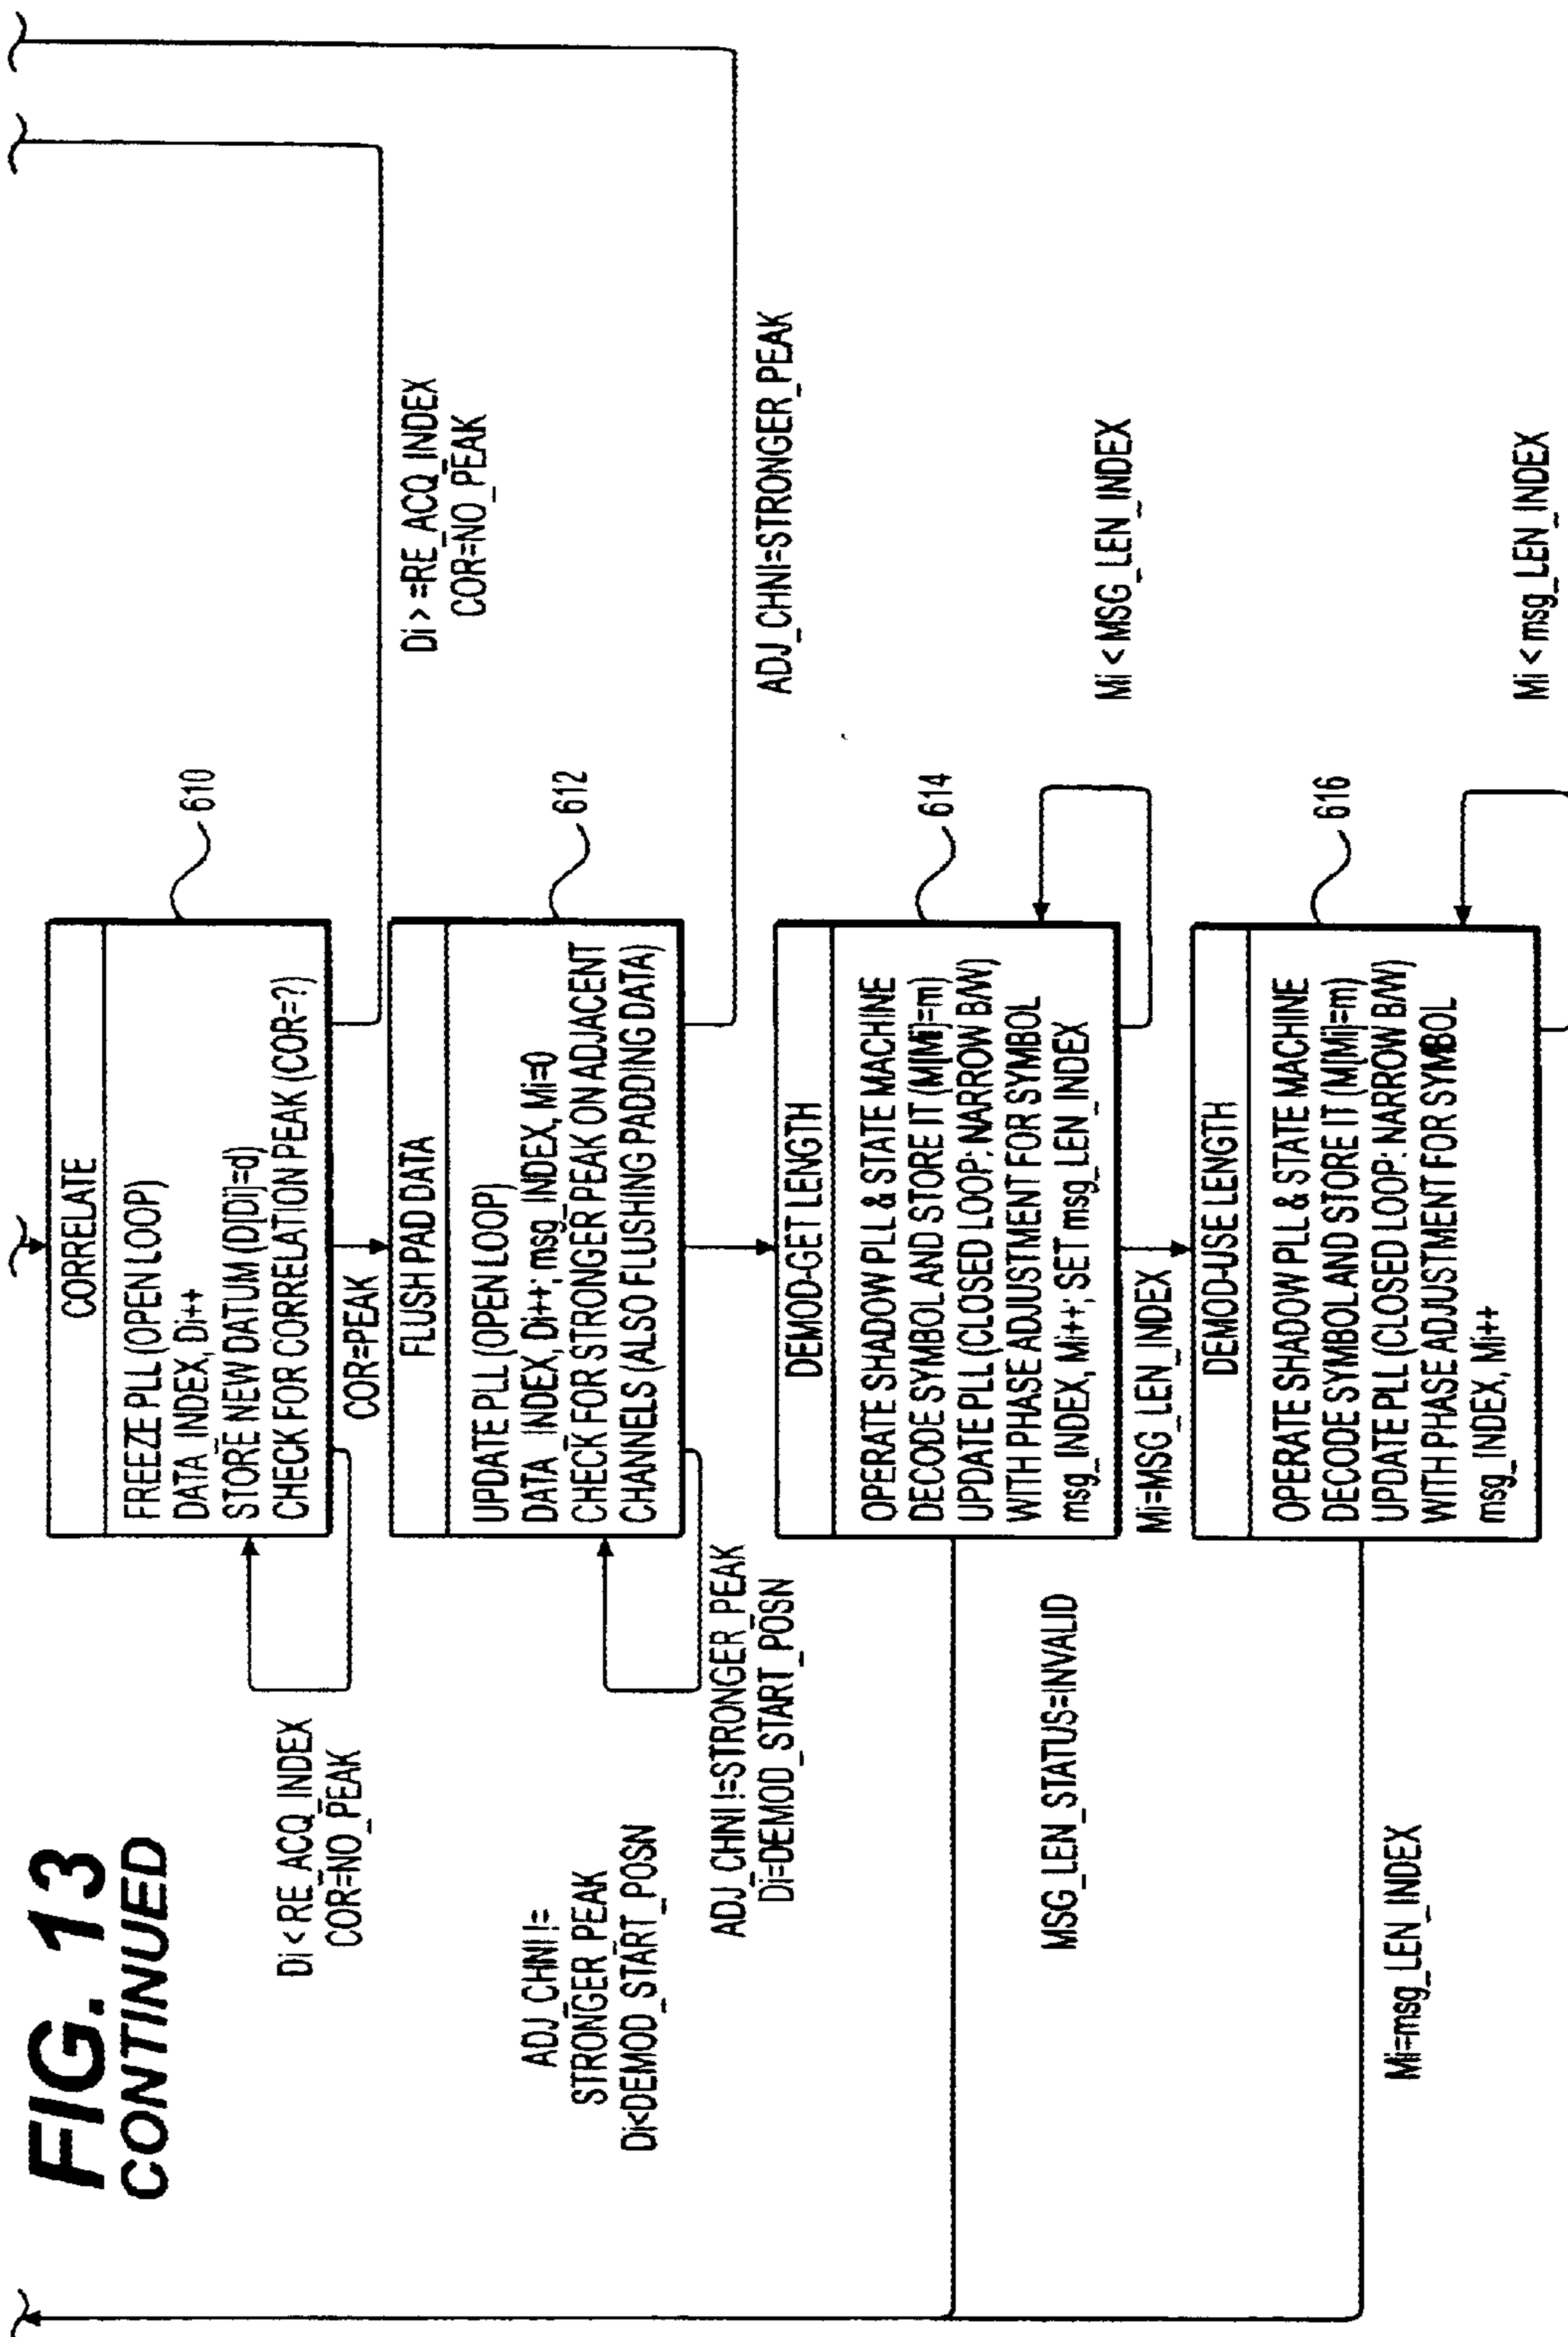 FIG. 13
CONTINUED
CORRELATE
FREEZE PLL (OPEN LOOP)
DATA_INDEX, Di++
STORE NEW DATUM (D[Di]=d)
CHECK FOR CORRELATION PEAK (COR=?)
610
Di < RE_ACQ_INDEX
COR=NO_PEAK
COR=PEAK
Di > =RE_ACQ_INDEX
COR=NO_PEAK
FLUSH PAD DATA
UPDATE PLL (OPEN LOOP)
DATA_INDEX, Di++; msg_INDEX, Mi=0
CHECK FOR STRONGER PEAK ON ADJACENT
CHANNELS (ALSO FLUSHING PADDING DATA)
612
ADJ_CHNl !=
STRONGER_PEAK
Di<DEMOD_START_POSN
ADJ_CHNl !=STRONGER_PEAK
Di=DEMOD_START_POSN
ADJ_CHNl=STRONGER_PEAK
DEMOD-GET LENGTH
OPERATE SHADOW PLL & STATE MACHINE
DECODE SYMBOL AND STORE IT (M[Mi]=m)
UPDATE PLL (CLOSED LOOP: NARROW B/W)
WITH PHASE ADJUSTMENT FOR SYMBOL
msg_INDEX, Mi++; SET msg_LEN_INDEX
614
MSG_LEN_STATUS=INVALID
Mi=MSG_LEN_INDEX
Mi < MSG_LEN_INDEX
DEMOD-USE LENGTH
OPERATE SHADOW PLL & STATE MACHINE
DECODE SYMBOL AND STORE IT (M[Mi]=m)
UPDATE PLL (CLOSED LOOP: NARROW B/W)
WITH PHASE ADJUSTMENT FOR SYMBOL
msg_INDEX, Mi++
616
Mi=msg_LEN_INDEX
Mi < msg_LEN_INDEX